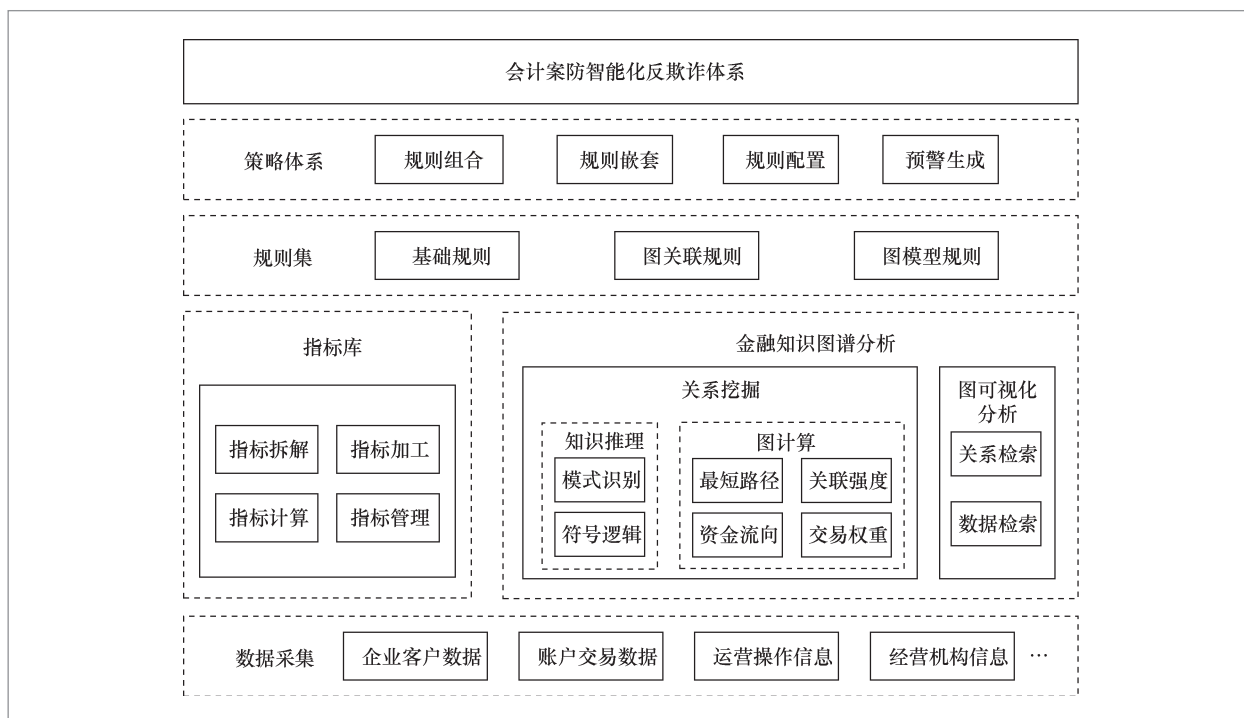 会计案防智能化反欺诈体系
策略体系
规则组合
规则嵌套
规则配置
预警生成
规则集
基础规则
图关联规则
图模型规则
指标库
指标拆解
指标加工
指标计算
指标管理
金融知识图谱分析
关系挖掘
知识推理
模式识别
符号逻辑
图计算
最短路径
关联强度
资金流向
交易权重
图可视化
分析
关系检索
数据检索
数据采集
企业客户数据
账户交易数据
运营操作信息
经营机构信息
…